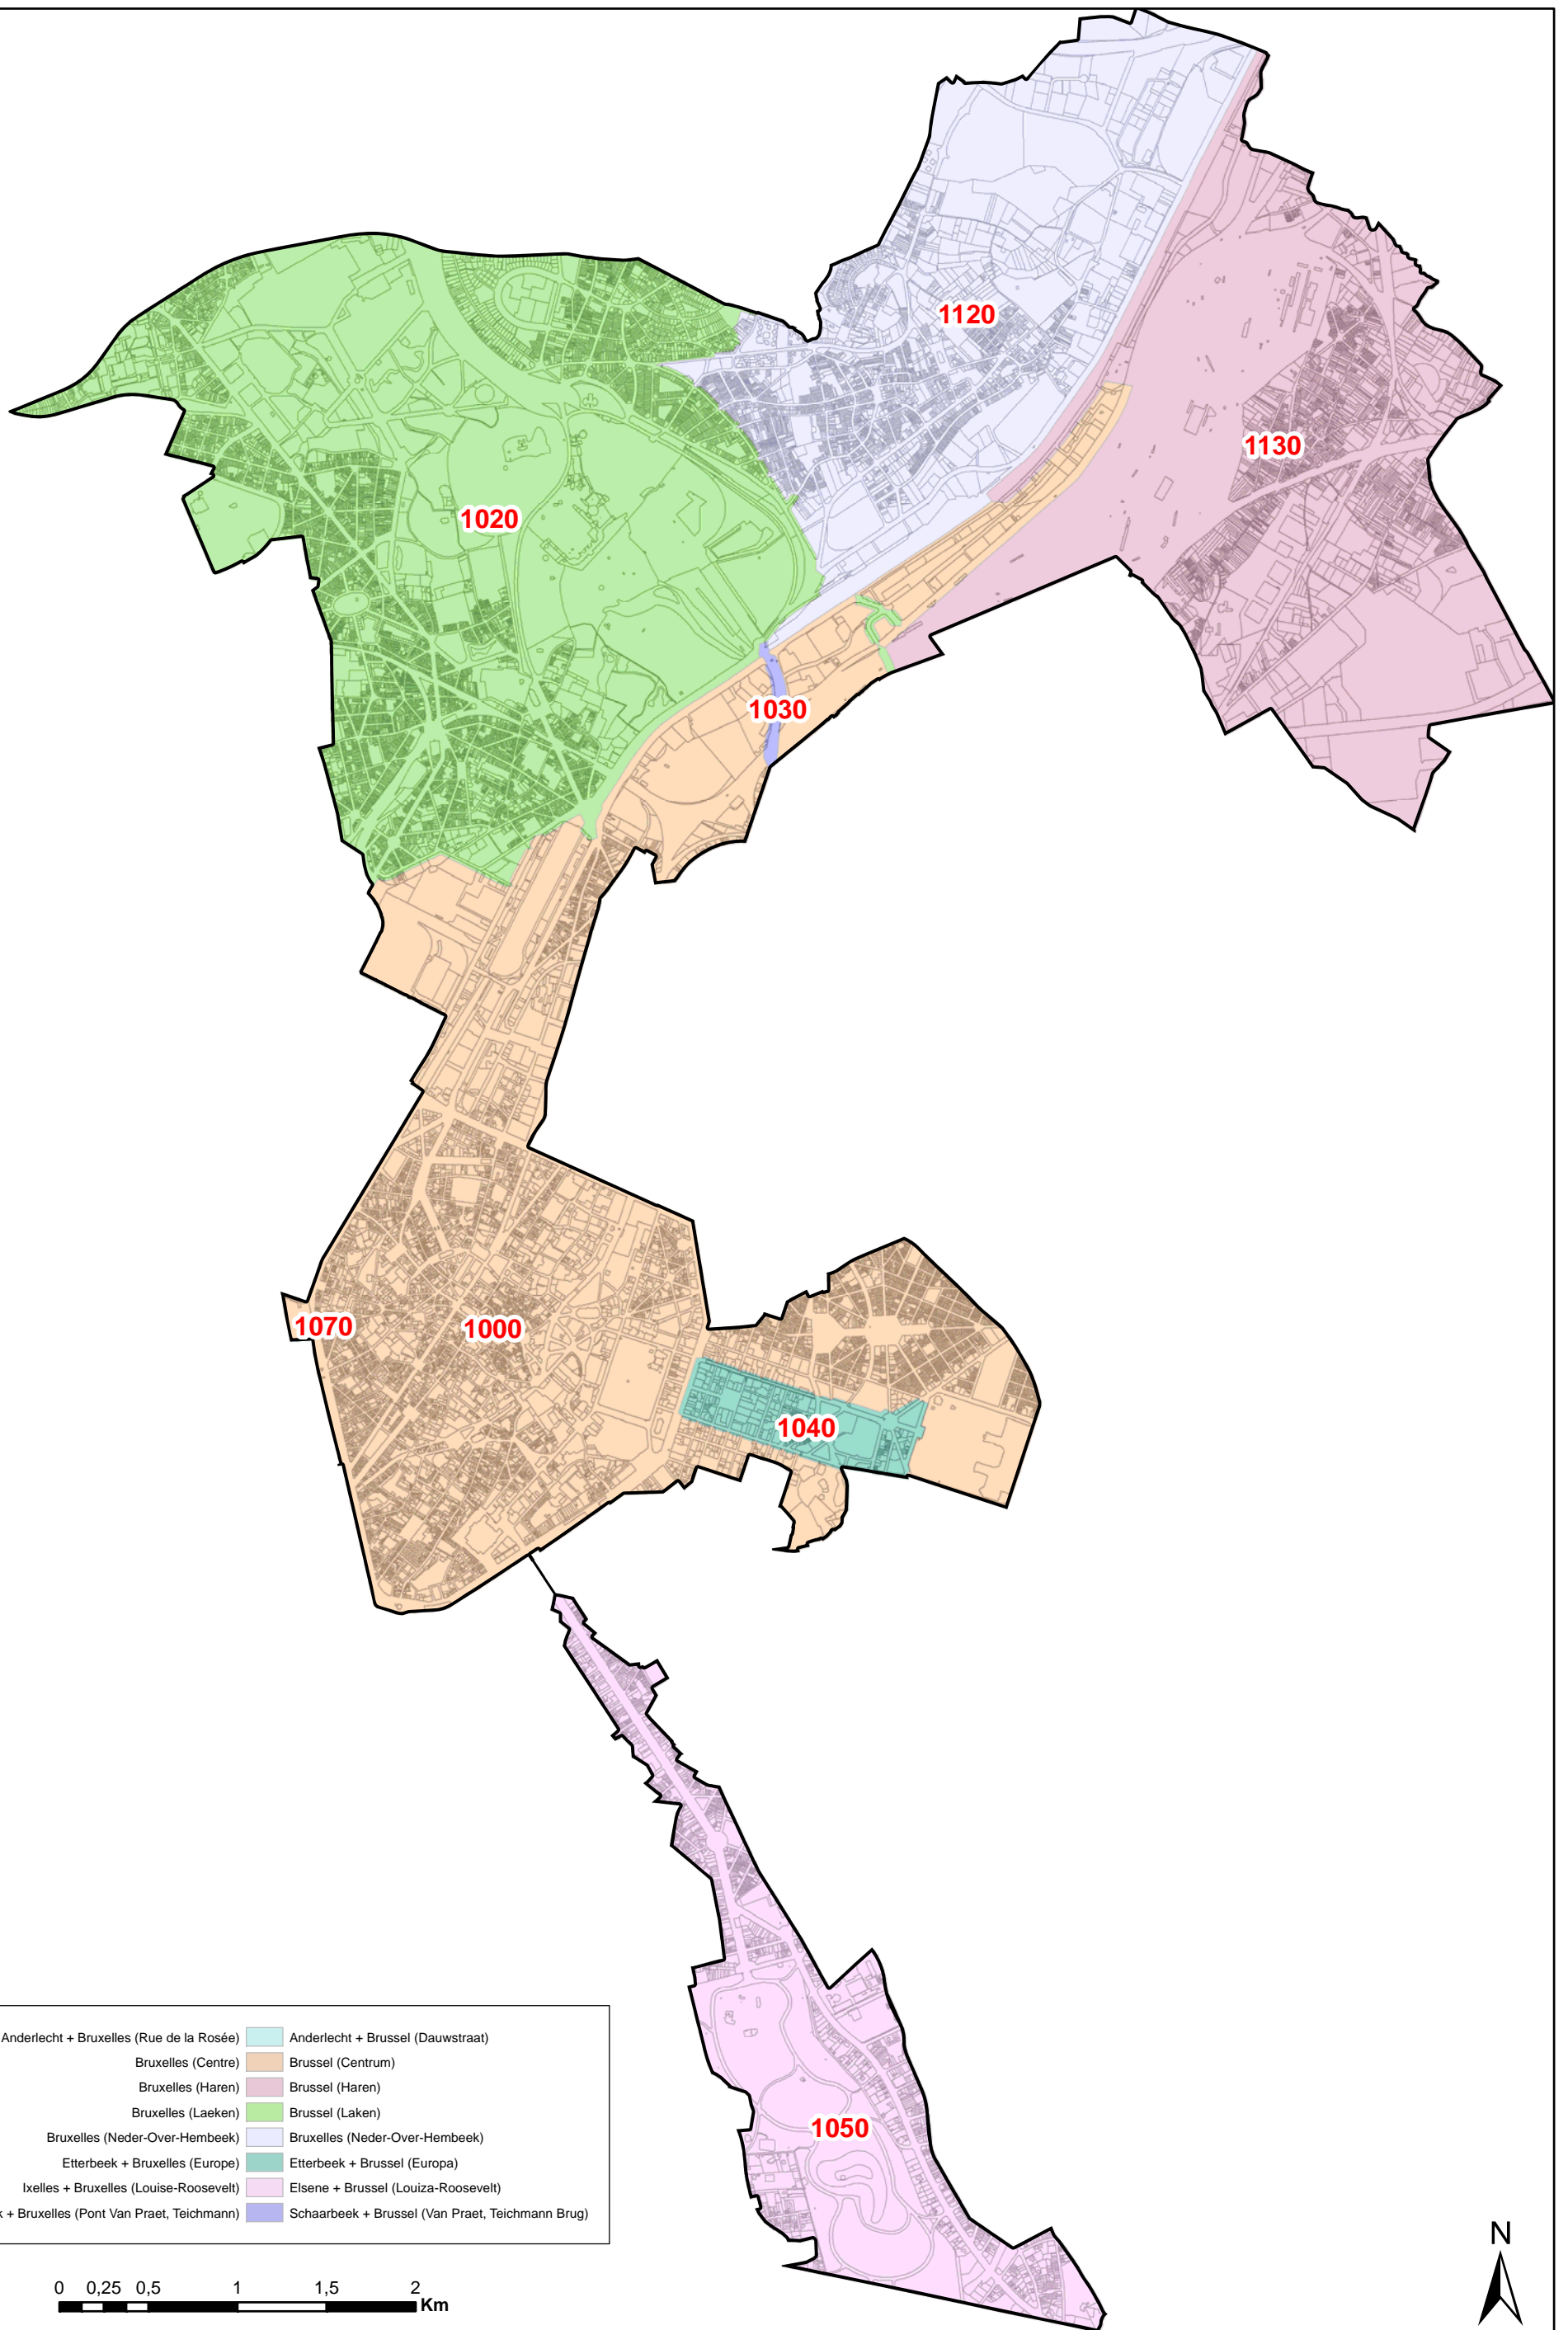 1120
1130
1020
1030
1070
1000
1040
1050
Anderlecht + Bruxelles (Rue de la Rosée) Anderlecht + Brussel (Dauwstraat)
Bruxelles (Centre) Brussel (Centrum)
Bruxelles (Haren) Brussel (Haren)
Bruxelles (Laeken) Brussel (Laken)
Bruxelles (Neder-Over-Hembeek) Bruxelles (Neder-Over-Hembeek)
Etterbeek + Bruxelles (Europe) Etterbeek + Brussel (Europa)
Ixelles + Bruxelles (Louise-Roosevelt) Elsene + Brussel (Louiza-Roosevelt)
+ Bruxelles (Pont Van Praet, Teichmann) Schaarbeek + Brussel (Van Praet, Teichmann Brug)
N
0 0,25 0,5 1 1,5 2
Km